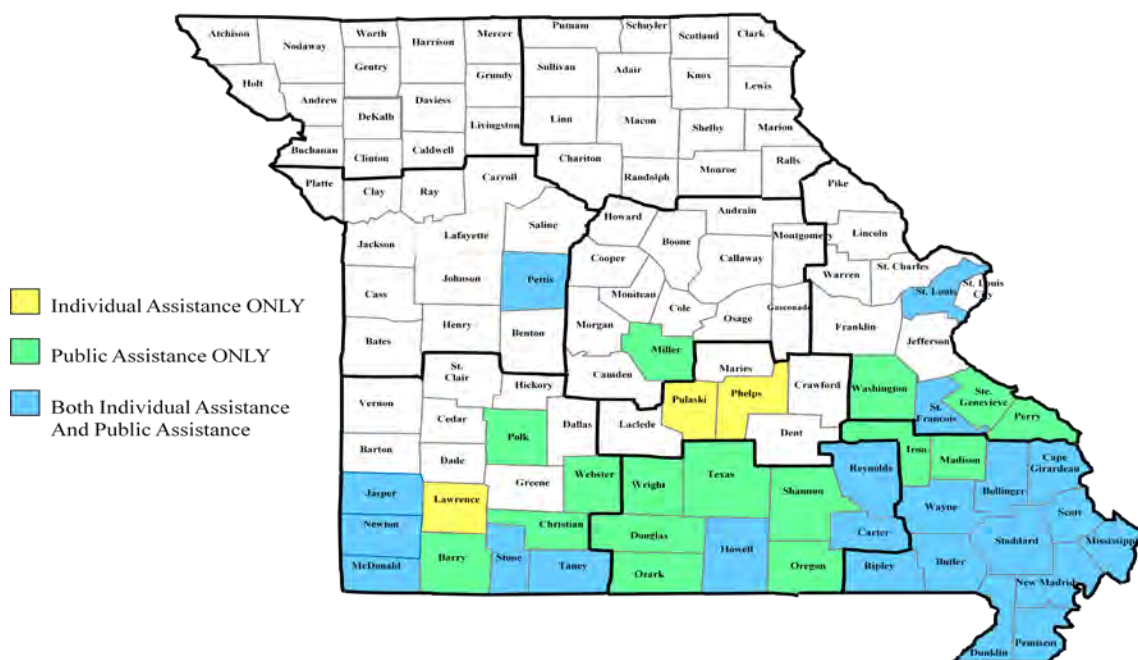 Putnam
Schuyler
Scotland
Clark
Atchison
Nodaway
Worth
Harrison
Mercer
Gentry
Sullivan
Adair
Knox
Holt
Grundy
Lewis
Andrew
DeKalb
Daviess
Linn
Macon
Shelby
Marion
Livingston
Buchanan
Clinton
Caldwell
Chariton
Randolph
Monroe
Ralls
Platte
Clay
Ray
Carroll
Pike
Howard
Andrain
Saline
Jackson
Lafayette
Boone
Montgomery
Lincoln
Cooper
Callaway
Pettis
Johnson
Warren
St. Charles
Cass
Moniteau
Cole
Gasconade
St. Louis
St. Louis
City
Individual Assistance ONLY
Henry
Benton
Morgan
Osage
Franklin
Bates
Jefferson
Public Assistance ONLY
Miller
Maries
St.
Clair
Camden
Hickory
Crawford
Washington
Ste.
Genevieve
Both Individual Assistance
And Public Assistance
Vernon
Cedar
Pulaski
Phelps
St.
Francois
Perry
Polk
Dallas
Laclede
Dent
Barton
Dade
Iron
Madison
Cape
Girardeau
Webster
Texas
Reynolds
Greene
Wright
Shannon
Bollinger
Jasper
Lawrence
Wayne
Scott
Newton
Christian
Douglas
Howell
Carter
Stoddard
Mississippi
McDonald
Barry
Stone
Taney
Ozark
Oregon
Ripley
Butler
New Madrid
Pemiscot
Dunklin